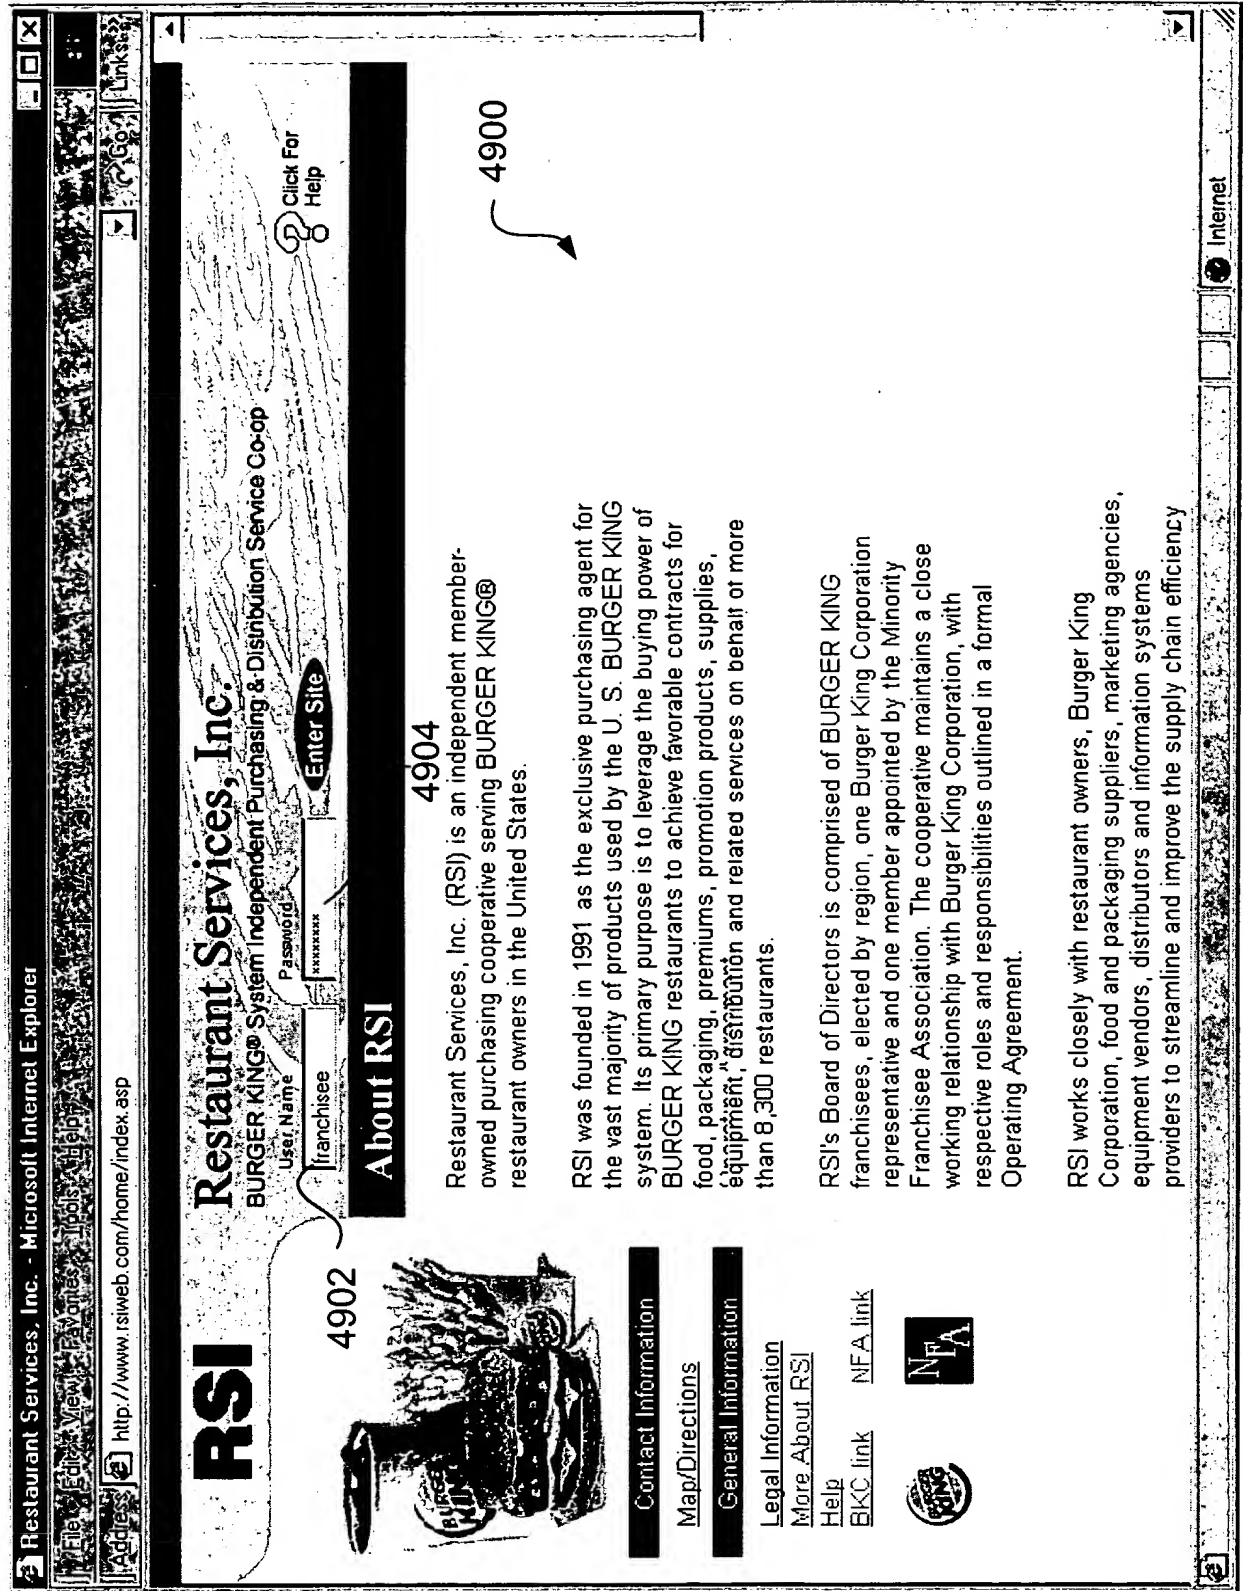 Restaurant Services, Inc. - Microsoft Internet Explorer
File Edit View Favorites Tools Help
Address http://www.rsiweb.com/home/index.asp Go Links
RSI
Restaurant Services, Inc.
BURGER KING® System Independent Purchasing & Distribution Service Co-op
User Name Password
franchisee xxxxxxxxx Enter Site
Click For
Help
4902
4904
4900
About RSI
BURGER
KING
Contact Information
Map/Directions
General Information
Legal Information
More About RSI
Help
BKC link NFA link
BURGER
KING
NFA
Restaurant Services, Inc. (RSI) is an independent member-
owned purchasing cooperative serving BURGER KING®
restaurant owners in the United States.
RSI was founded in 1991 as the exclusive purchasing agent for
the vast majority of products used by the U. S. BURGER KING
system. Its primary purpose is to leverage the buying power of
BURGER KING restaurants to achieve favorable contracts for
food, packaging, premiums, promotion products, supplies,
equipment, distribution and related services on behalf of more
than 8,300 restaurants.
RSI's Board of Directors is comprised of BURGER KING
franchisees, elected by region, one Burger King Corporation
representative and one member appointed by the Minority
Franchisee Association. The cooperative maintains a close
working relationship with Burger King Corporation, with
respective roles and responsibilities outlined in a formal
Operating Agreement.
RSI works closely with restaurant owners, Burger King
Corporation, food and packaging suppliers, marketing agencies,
equipment vendors, distributors and information systems
providers to streamline and improve the supply chain efficiency
Internet